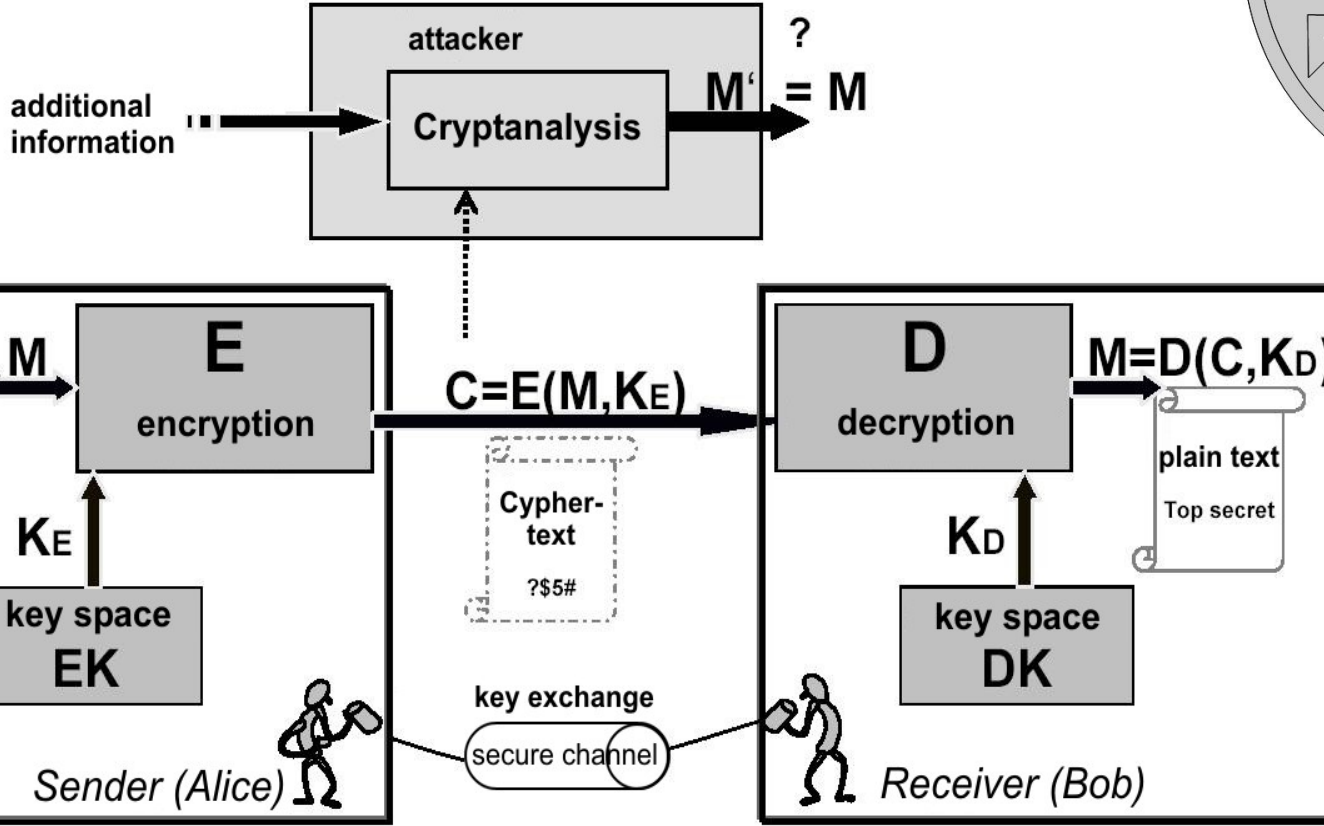 attacker
?
additional
information
Cryptanalysis
M‘ = M
M
E
encryption
C=E(M,KE)
D
decryption
M=D(C,KD)
plain text
Top secret
Cypher-
text
?$5#
KE
KD
key space
EK
key space
DK
key exchange
secure channel
Sender (Alice)
Receiver (Bob)